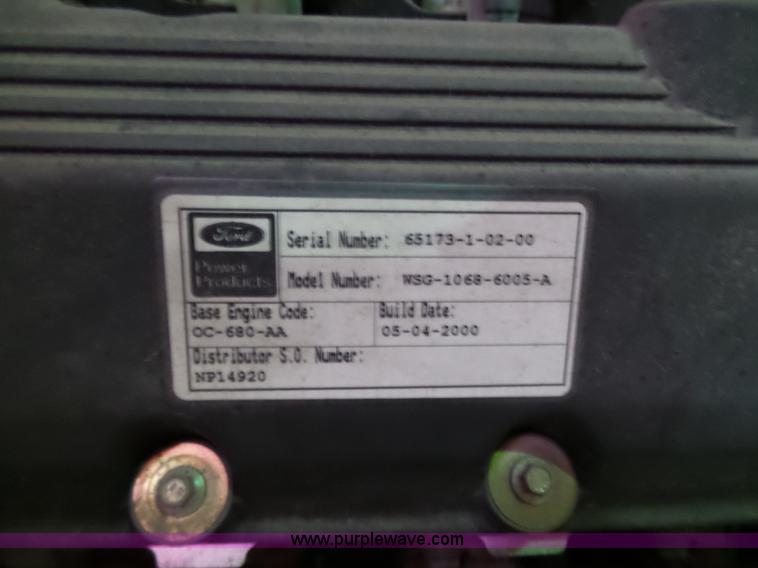 Ford
Power Products
Serial Number: 65173-1-02-00
Model Number: WSG-1068-6005-A
Base Engine Code:
OC-680-AA
Build Date:
05-04-2000
Distributor S.O. Number:
NP14920
www.purplewave.com